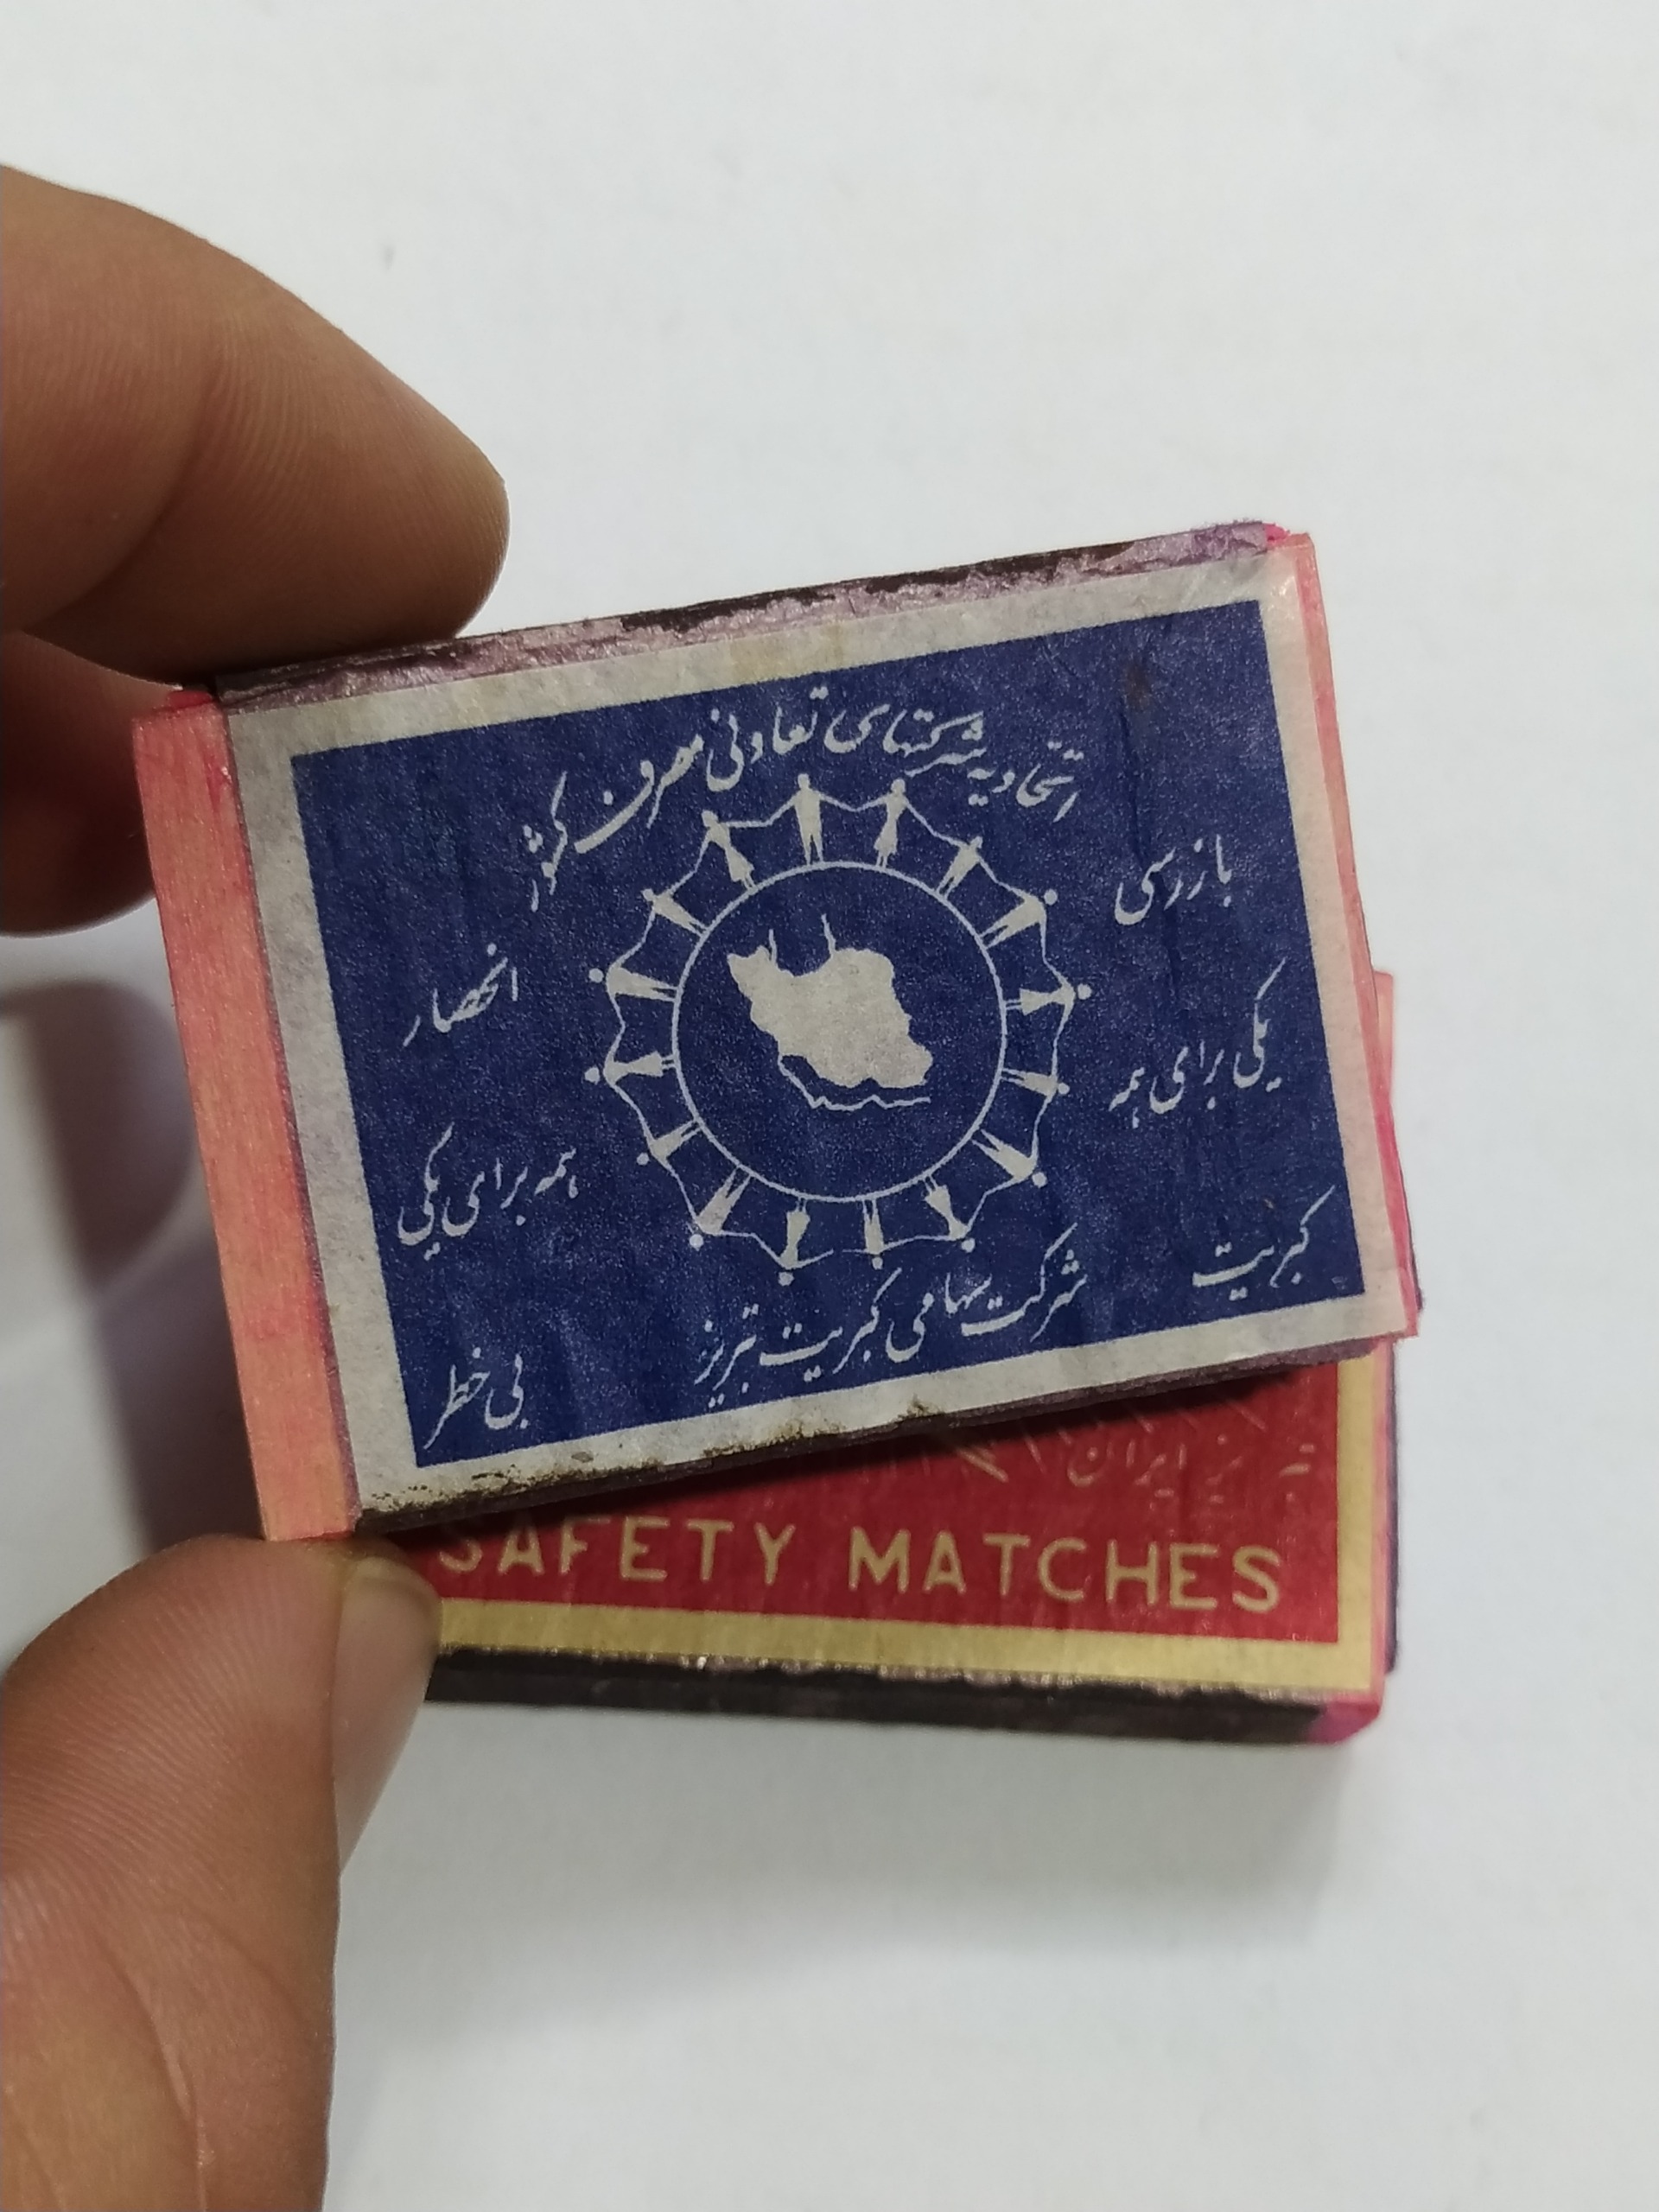 اتحادیه شرکتهای تعاونی مصرف کشور
بازرسی
انحصار
یکی برای همه
همه برای یکی
کبریت
شرکت سهامی کبریت تبریز
بی خطر
ایران
SAFETY MATCHES